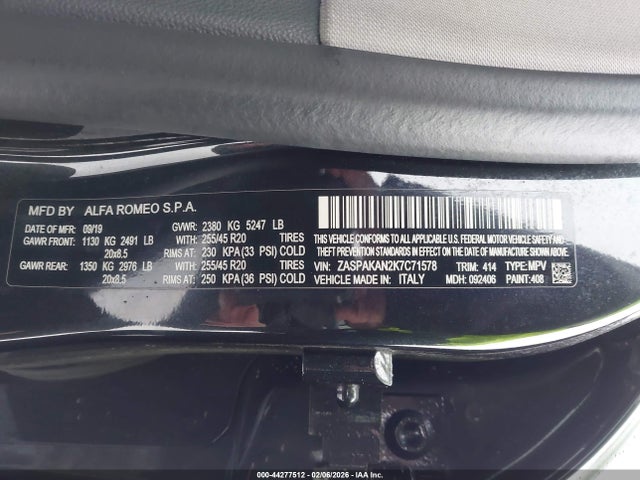 MFD BY ALFA ROMEO S.P.A.
DATE OF MFR: 09/19 GVWR: 2380 KG 5247 LB
GAWR FRONT: 1130 KG 2491 LB WITH: 255/45 R20 TIRES
20x8.5 RIMS AT: 230 KPA (33 PSI) COLD
GAWR REAR: 1350 KG 2976 LB WITH: 255/45 R20 TIRES
20x8.5 RIMS AT: 250 KPA (36 PSI) COLD
THIS VEHICLE CONFORMS TO ALL APPLICABLE U.S.A.
FEDERAL MOTOR VEHICLE SAFETY, BUMPER, AND THEFT
PREVENTION STANDARDS IN EFFECT ON THE DATE OF MANUFACTURE SHOWN ABOVE.
VIN: ZASPAKAN2K7C71578 TRIM: 414 TYPE: MPV
VEHICLE MADE IN: ITALY MDH: 092406 PAINT: 408
000-44277512 - 02/06/2026 - IAAI.COM